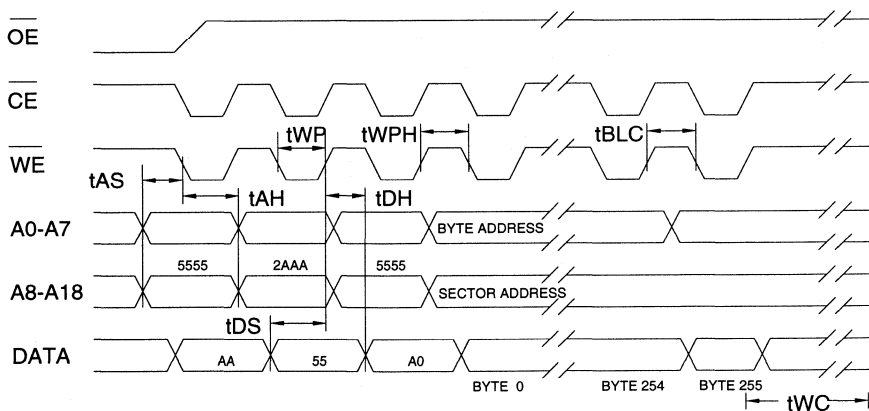 OE
CE
tWP tWPH tBLC
WE
tAS
tAH tDH
A0-A7 BYTE ADDRESS
5555 2AAA 5555
A8-A18 SECTOR ADDRESS
tDS
DATA AA 55 A0
BYTE 0 BYTE 254 BYTE 255
tWC